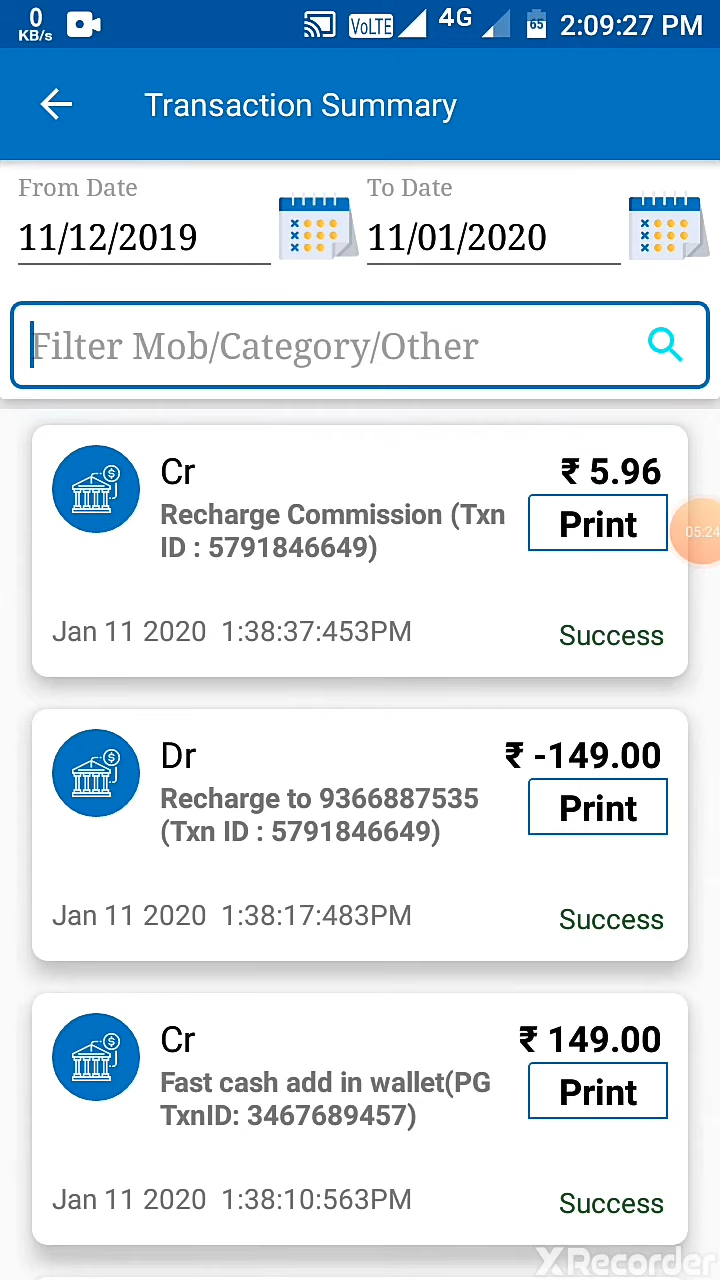 0 KB/s VoLTE 4G 65 2:09:27 PM
Transaction Summary
From Date To Date
11/12/2019 11/01/2020
Filter Mob/Category/Other
Cr ₹ 5.96
Recharge Commission (Txn
ID : 5791846649)
Print
05:24
Jan 11 2020 1:38:37:453PM Success
Dr ₹ -149.00
Recharge to 9366887535
(Txn ID : 5791846649)
Print
Jan 11 2020 1:38:17:483PM Success
Cr ₹ 149.00
Fast cash add in wallet(PG
TxnID: 3467689457)
Print
Jan 11 2020 1:38:10:563PM Success
XRecorder